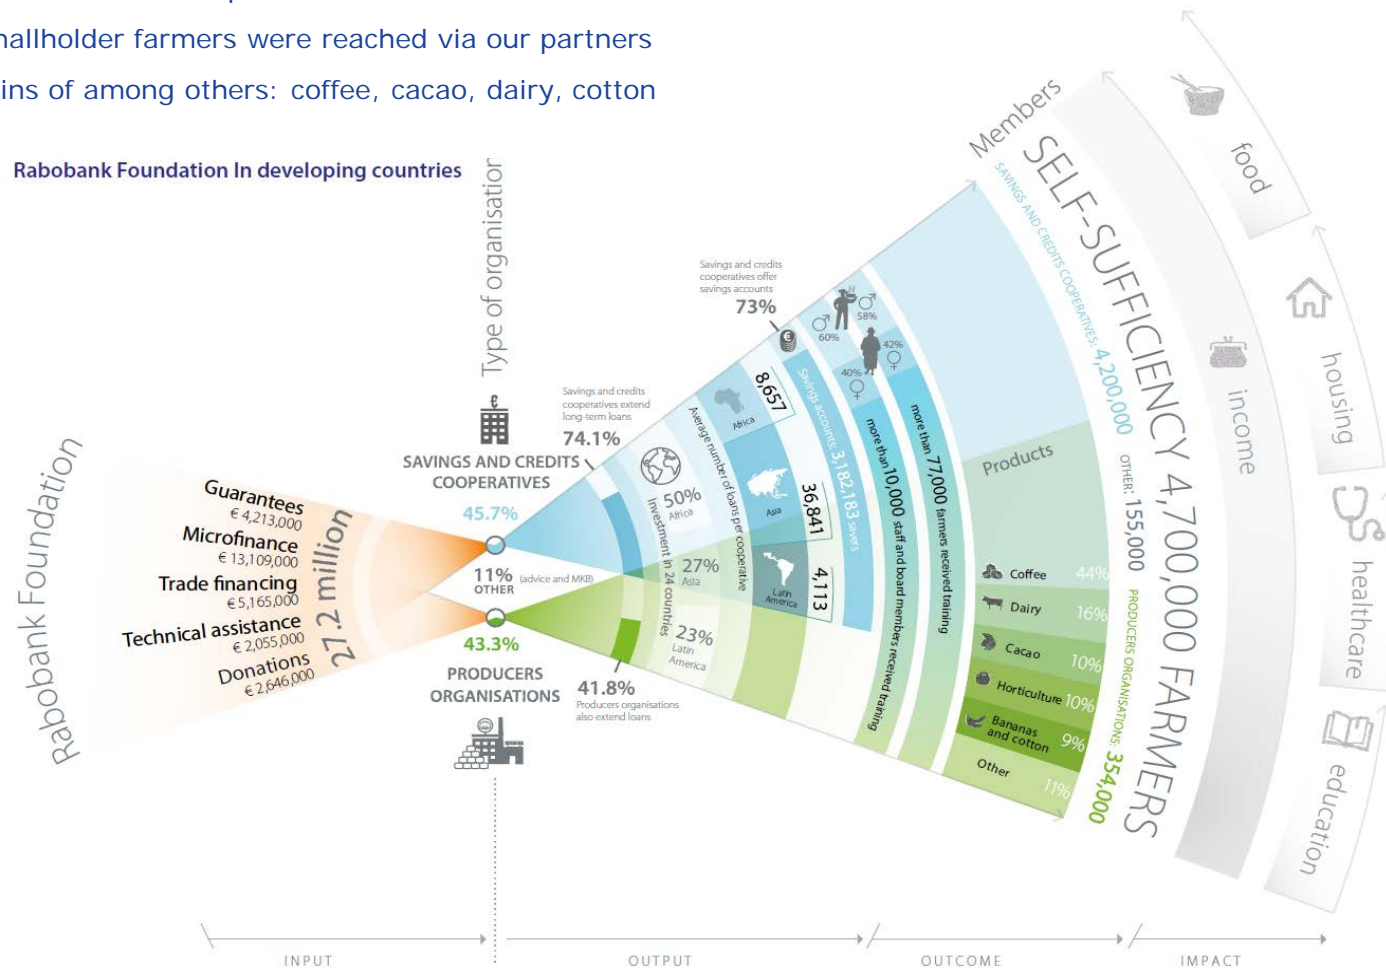 nallholder farmers were reached via our partners
ins of among others: coffee, cacao, dairy, cotton
Rabobank Foundation In developing countries
Rabobank Foundation
Guarantees
€ 4,213,000
Microfinance
€ 13,109,000
Trade financing
€ 5,165,000
Technical assistance
€ 2,055,000
Donations
€ 2,646,000
27.2 million
Type of organisation
SAVINGS AND CREDITS
COOPERATIVES
45.7%
11%
OTHER
(advice and MKB)
43.3%
PRODUCERS
ORGANISATIONS
Savings and credits
cooperatives extend
long-term loans
74.1%
41.8%
Producers organisations
also extend loans
Investment in 24 countries
50%
Africa
27%
Asia
23%
Latin
America
Average number of loans per cooperative
Africa
8,657
Asia
36,841
Latin
America
4,113
Savings and credits
cooperatives offer
savings accounts
73%
€
Savings accounts: 3,182,183 savers
60%
40%
58%
42%
more than 10,000 staff and board members received training
more than 77,000 farmers received training
Products
Coffee 44%
Dairy 16%
Cacao 10%
Horticulture 10%
Bananas
and cotton 9%
Other 11%
Members
SAVINGS AND CREDITS COOPERATIVES: 4,200,000
OTHER: 155,000
PRODUCERS ORGANISATIONS: 354,000
SELF-SUFFICIENCY 4,700,000 FARMERS
income
food
housing
healthcare
education
INPUT
OUTPUT
OUTCOME
IMPACT